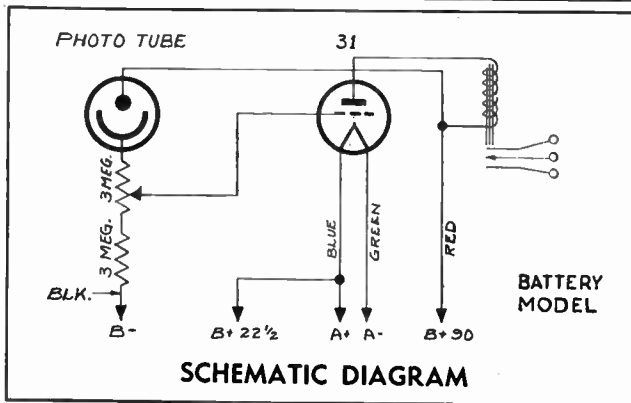 PHOTO TUBE
31
3 MEG.
3 MEG.
BLK.
BLUE
GREEN
RED
BATTERY
MODEL
B-
B+ 22½
A+
A-
B+90
SCHEMATIC DIAGRAM